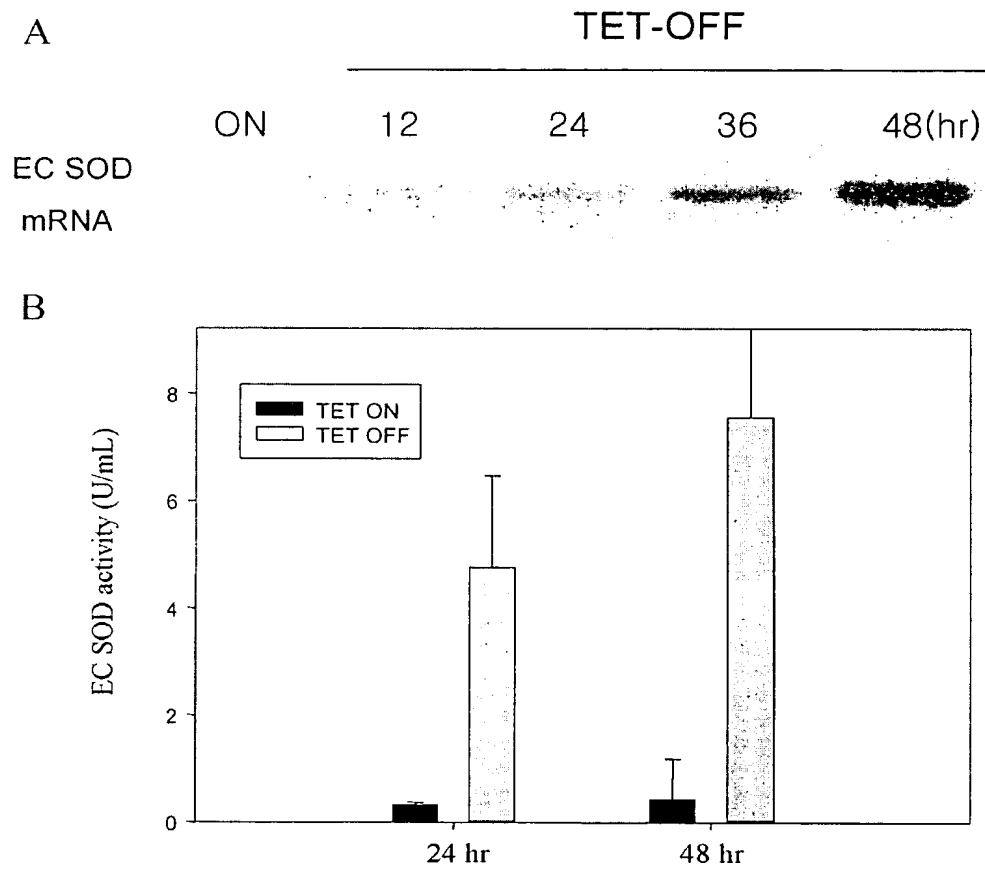 A
TET-OFF
ON 12 24 36 48(hr)
EC SOD
mRNA
B
EC SOD activity (U/mL)
8
6
4
2
0
TET ON
TET OFF
24 hr 48 hr